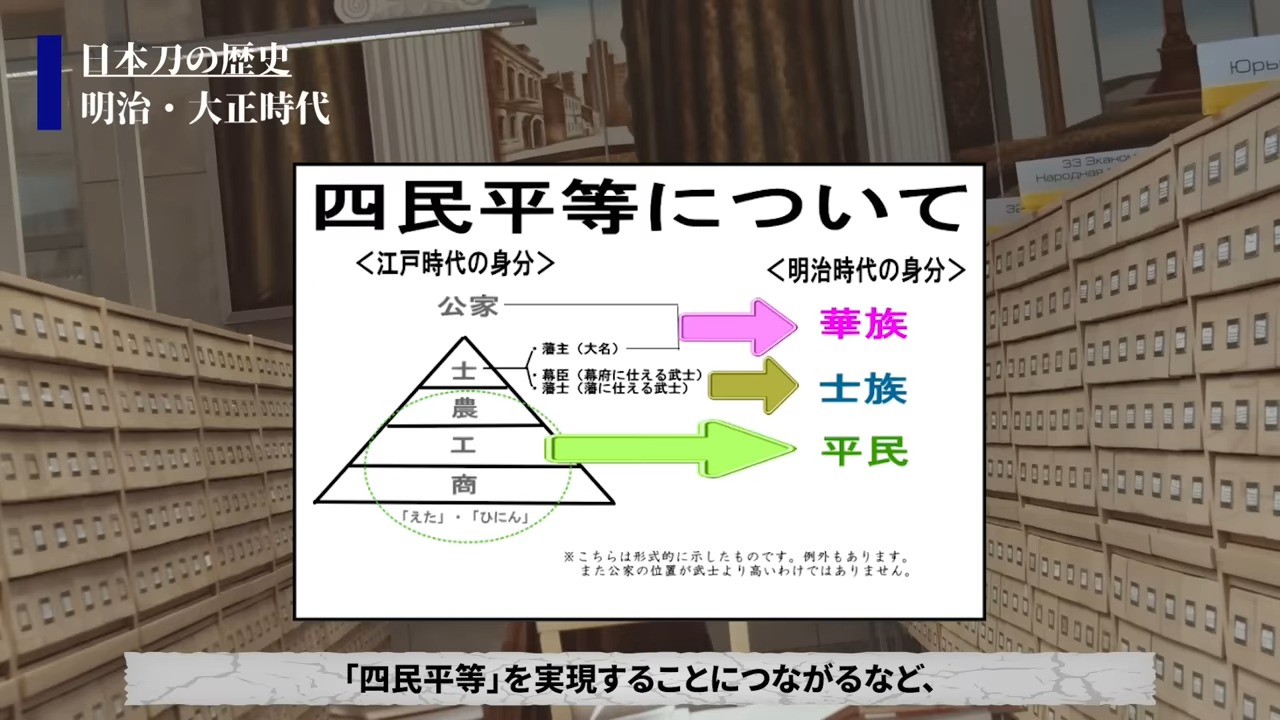 日本刀の歴史
明治・大正時代
四民平等について
＜江戸時代の身分＞
＜明治時代の身分＞
公家
華族
・藩主（大名）
士
・幕臣（幕府に仕える武士）
・藩士（藩に仕える武士）
士族
農
工
平民
商
「えた」・「ひにん」
※こちらは形式的に示したものです。例外もあります。
また公家の位置が武士より高いわけではありません。
「四民平等」を実現することにつながるなど、
Юры
33 Эконом
Народная